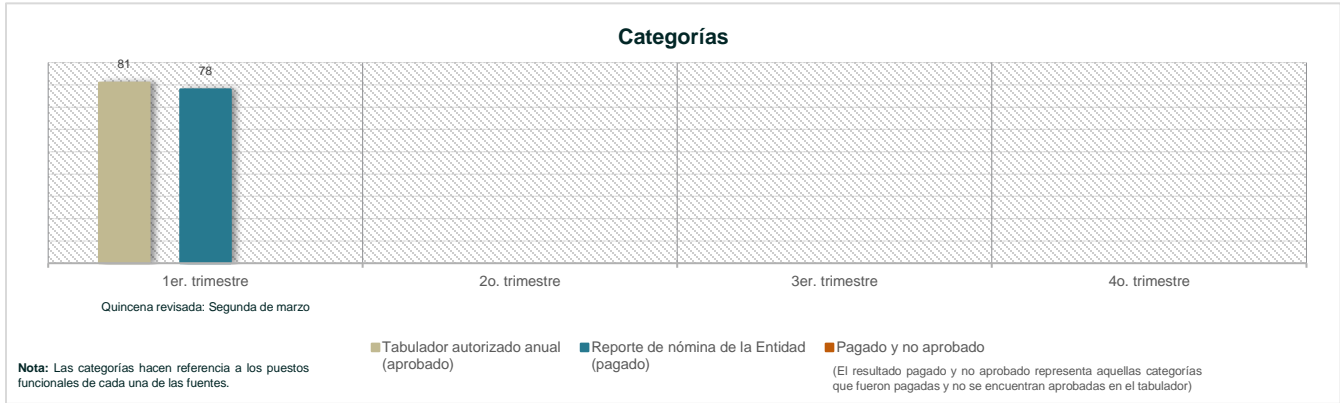 Categorías
81
78
1er. trimestre
2o. trimestre
3er. trimestre
4o. trimestre
Quincena revisada: Segunda de marzo
Tabulador autorizado anual
(aprobado)
Reporte de nómina de la Entidad
(pagado)
Pagado y no aprobado
(El resultado pagado y no aprobado representa aquellas categorías
que fueron pagadas y no se encuentran aprobadas en el tabulador)
Nota: Las categorías hacen referencia a los puestos
funcionales de cada una de las fuentes.